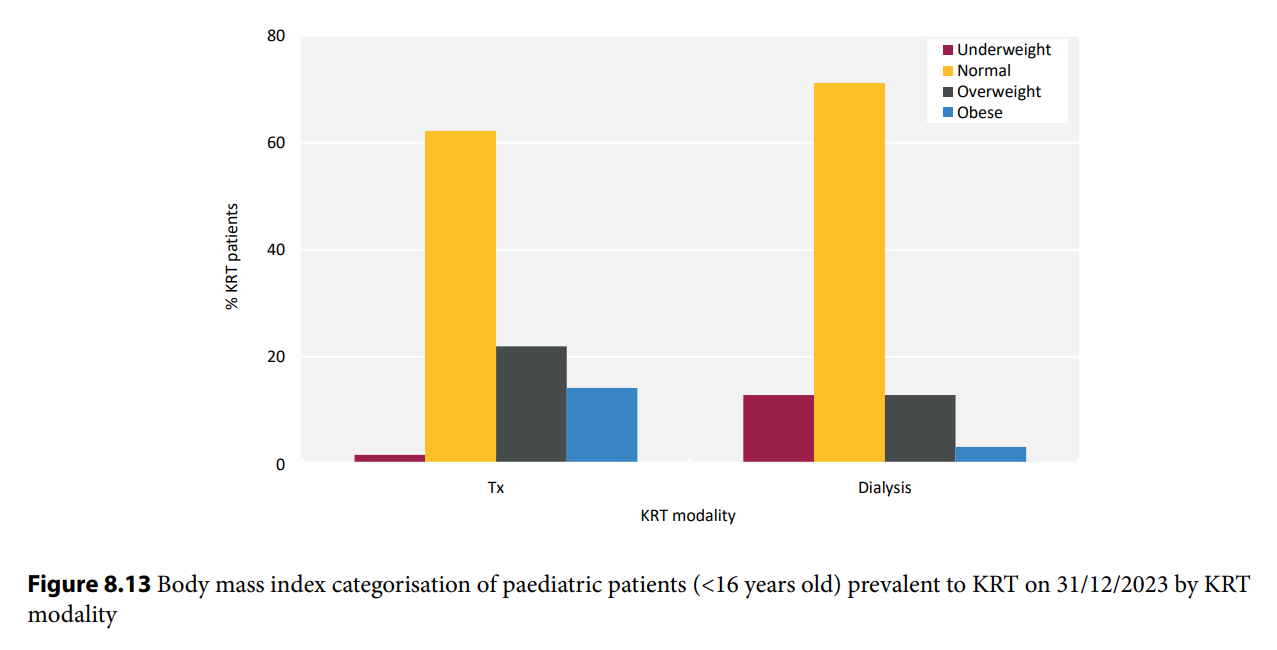 80
60
40
20
0
% KRT patients
Underweight
Normal
Overweight
Obese
Tx
Dialysis
KRT modality
Figure 8.13 Body mass index categorisation of paediatric patients (<16 years old) prevalent to KRT on 31/12/2023 by KRT
modality